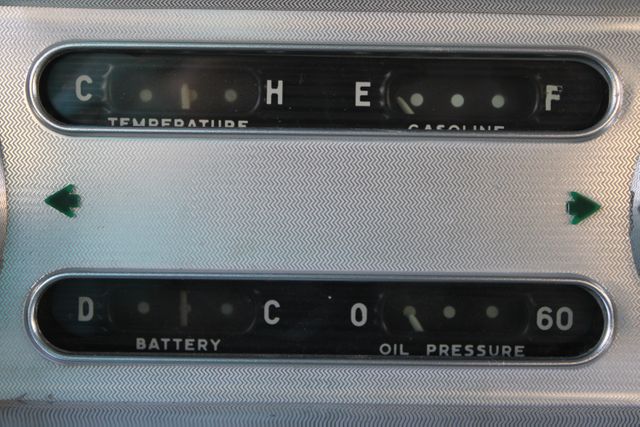 C H E F
TEMPERATURE GASOLINE
D C O 60
BATTERY OIL PRESSURE